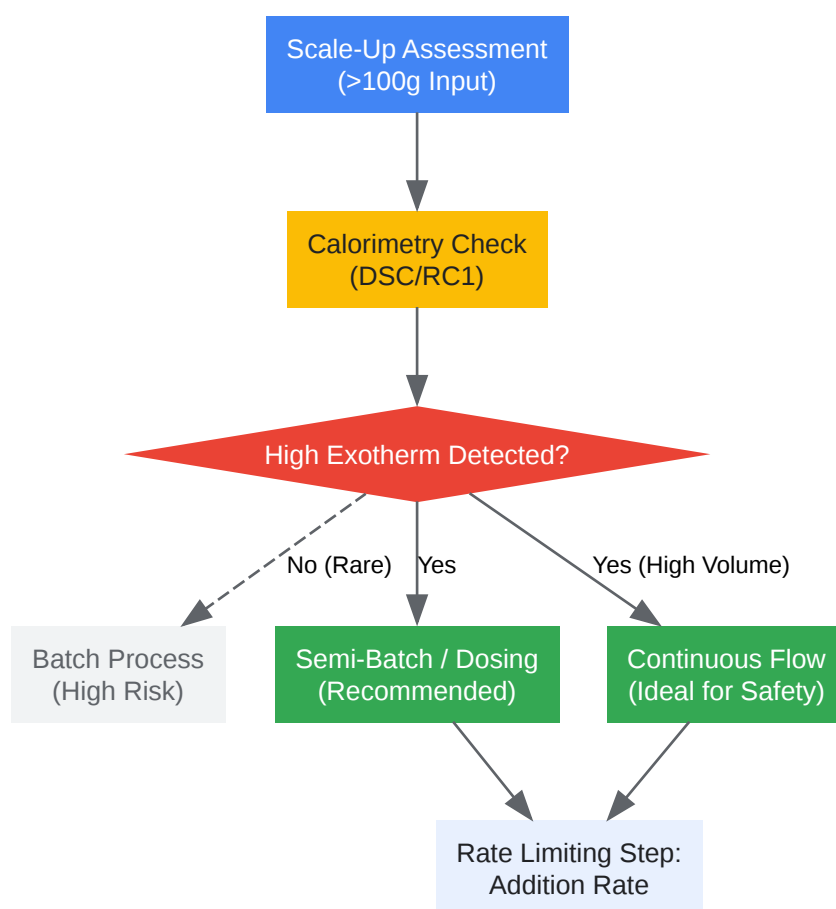 Scale-Up Assessment
(>100g Input)
Calorimetry Check
(DSC/RC1)
High Exotherm Detected?
No (Rare)
Yes
Yes (High Volume)
Batch Process
(High Risk)
Semi-Batch / Dosing
(Recommended)
Continuous Flow
(Ideal for Safety)
Rate Limiting Step:
Addition Rate